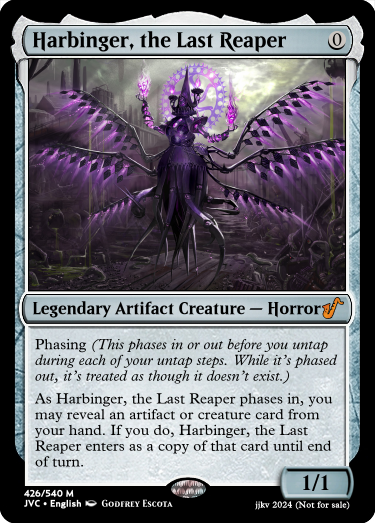 Harbinger, the Last Reaper 0
Legendary Artifact Creature — Horror
Phasing (This phases in or out before you untap
during each of your untap steps. While it's phased
out, it's treated as though it doesn't exist.)
As Harbinger, the Last Reaper phases in, you
may reveal an artifact or creature card from
your hand. If you do, Harbinger, the Last
Reaper enters as a copy of that card until end
of turn.
1/1
426/540 M
JVC • English Godfrey Escota
jjkv 2024 (Not for sale)